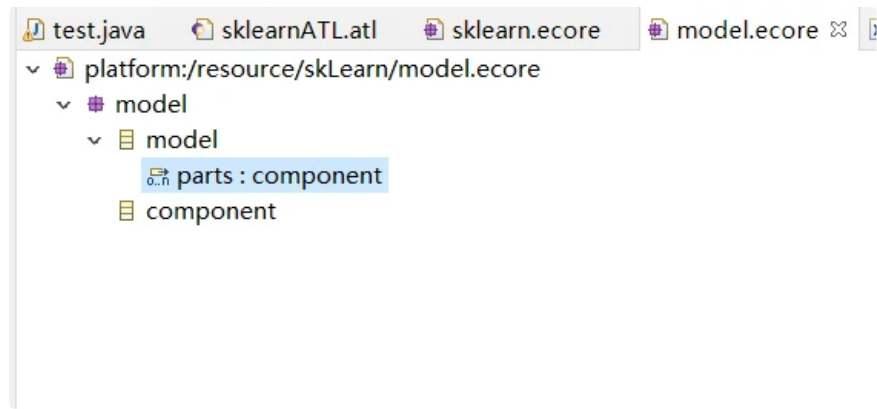 test.java sklearnATL.atl sklearn.ecore model.ecore
platform:/resource/skLearn/model.ecore
model
model
0..n parts : component
component